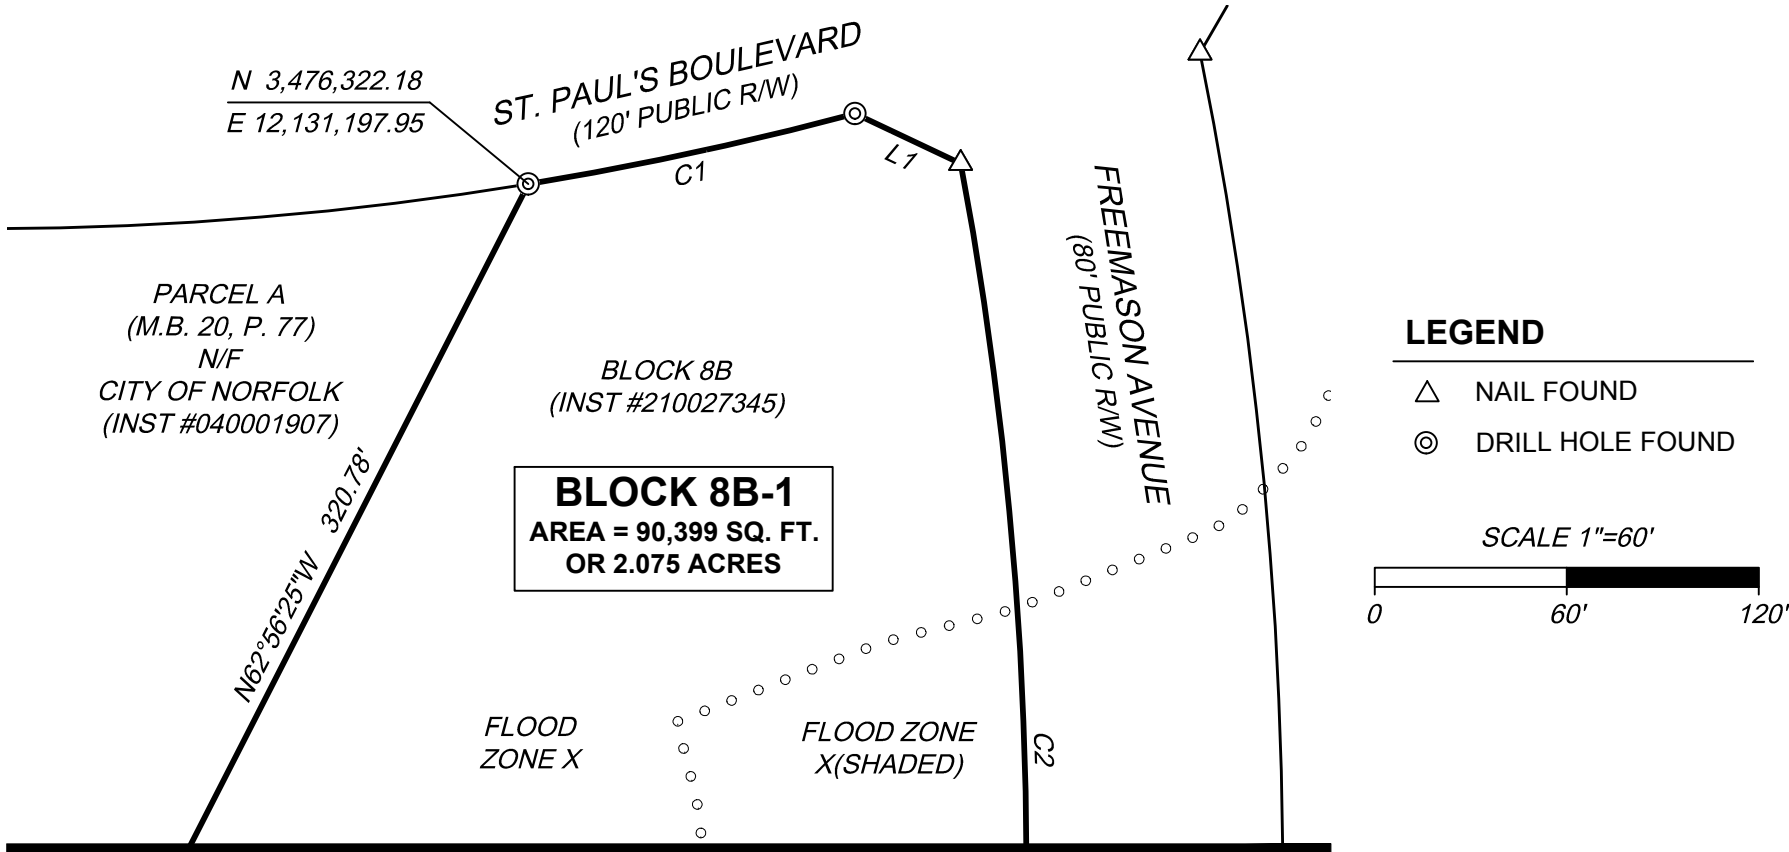 N 3,476,322.18
E 12,131,197.95
ST. PAUL'S BOULEVARD
(120' PUBLIC R/W)
C1
L1
FREEMASON AVENUE
(80' PUBLIC R/W)
PARCEL A
(M.B. 20, P. 77)
N/F
CITY OF NORFOLK
(INST #040001907)
BLOCK 8B
(INST #210027345)
N62°56'25"W 320.78'
BLOCK 8B-1
AREA = 90,399 SQ. FT.
OR 2.075 ACRES
FLOOD
ZONE X
FLOOD ZONE
X(SHADED)
C2
LEGEND
NAIL FOUND
DRILL HOLE FOUND
SCALE 1"=60'
0 60' 120'